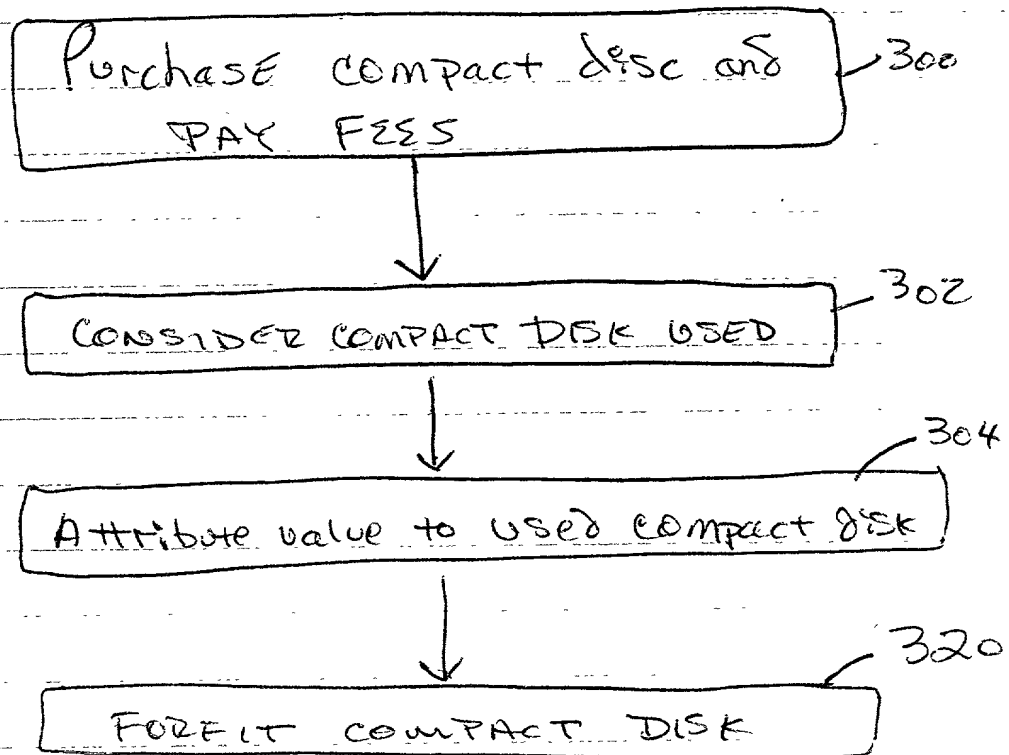 Purchase compact disc and
PAY FEES
300
CONSIDER COMPACT DISK USED
302
304
Attribute value to used compact disk
320
FOREIT COMPACT DISK